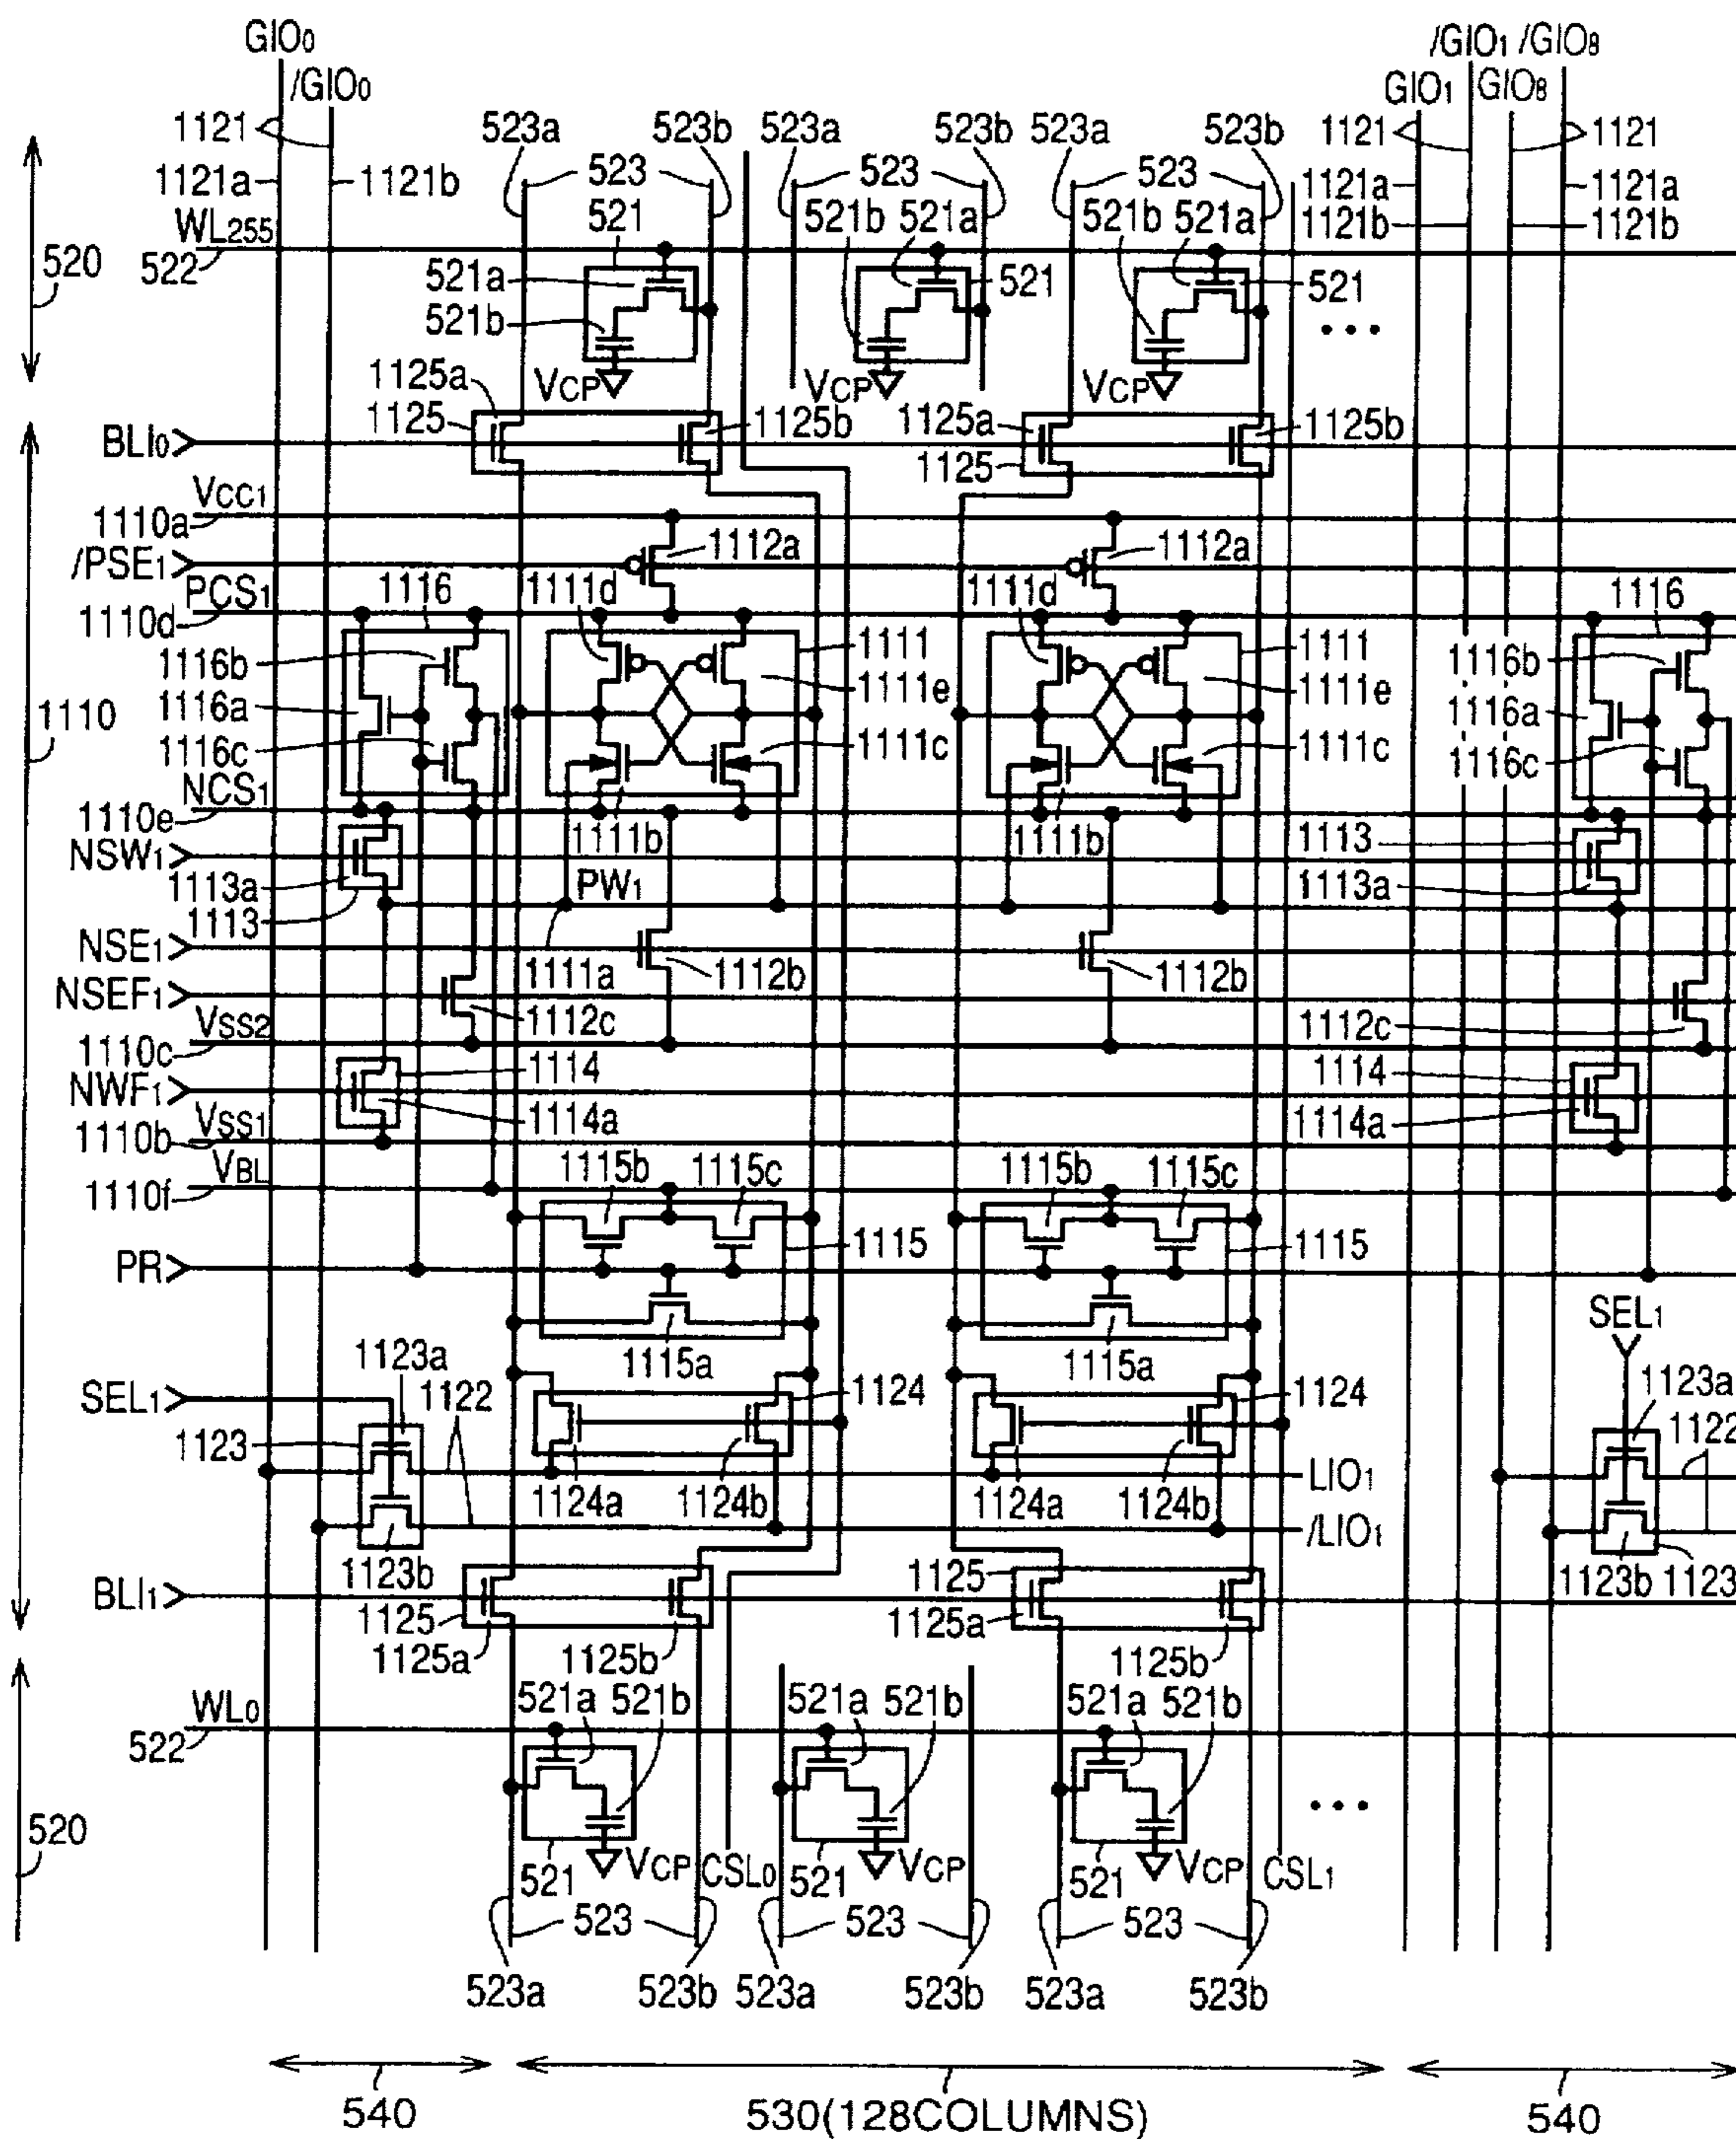 GIO0 /GIO1 /GIO8
/GIO0 GIO1 GIO8
1121 523a 523b 523a 523b 523a 523b 1121 1121
1121a 1121b 523 523 523 1121a 1121a
WL255 521 521b 521a 521b 521a 1121b 1121b
522
520 521a 521 521
521b ...
1125a VCP VCP VCP
1125 1125b 1125a 1125b
BLI0 1125
VCC1
1110a 1112a 1112a
/PSE1
PCS1 1116 1111d 1111d 1116
1110d
1116b 1111 1111 1116b
1111e 1111e
1110 1116a 1116a
1116c 1111c 1111c 1116c
NCS1
1110e 1111b 1111b 1113
NSW1
1113a PW1 1113a
1113
NSE1
1111a 1112b 1112b
NSEF1
VSS2 1112c 1112c
1110c
NWF1 1114 1114
VSS1 1114a 1114a
1110b
VBL 1115b 1115c 1115b 1115c
1110f
PR 1115 1115
SEL1
1123a 1115a 1115a
SEL1 1122 1124 1124 1123a
1123 1122
LIO1
1124a 1124b 1124a 1124b
/LIO1
1123b 1125 1123b 1123
BLI1
1125 1125a
1125a 1125b 1125b
WL0 521a 521b 521a 521b 521a 521b
522
...
520
521 VCP CSL0 521 VCP 521 VCP CSL1
523 523 523
523a 523b 523a 523b 523a 523b
540 530(128COLUMNS) 540